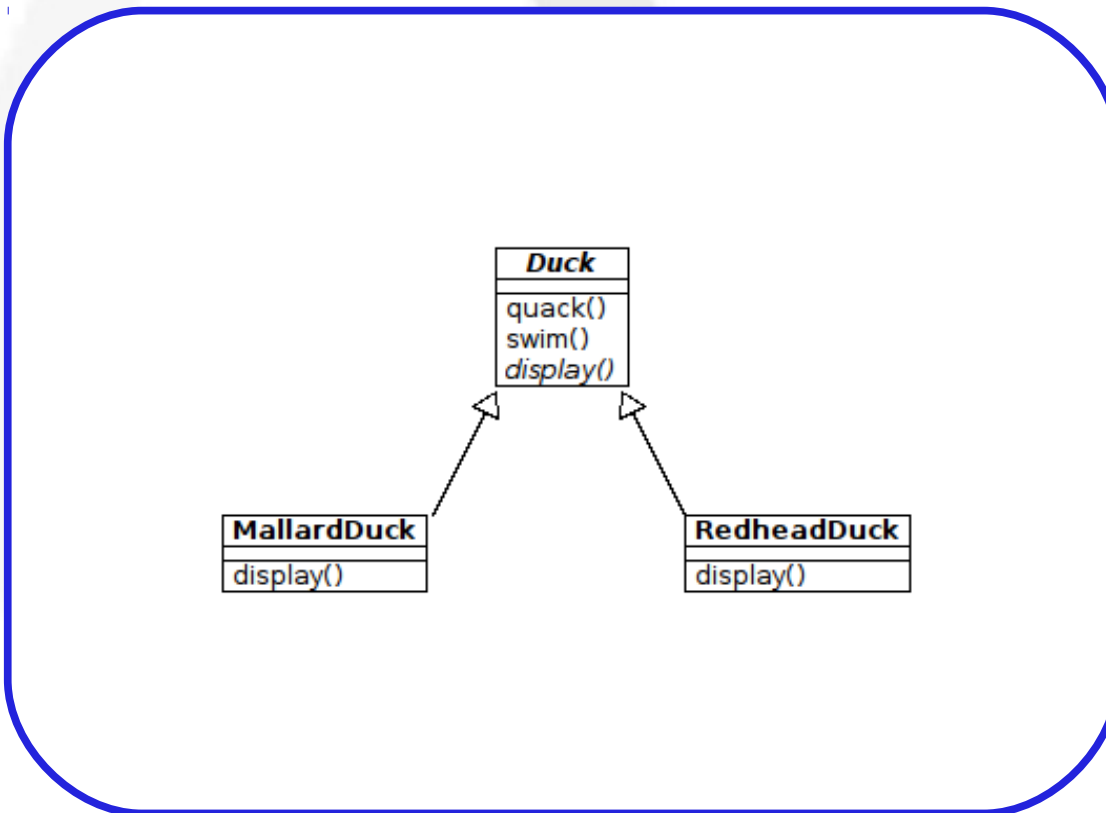 Duck
quack()
swim()
display()
MallardDuck
display()
RedheadDuck
display()